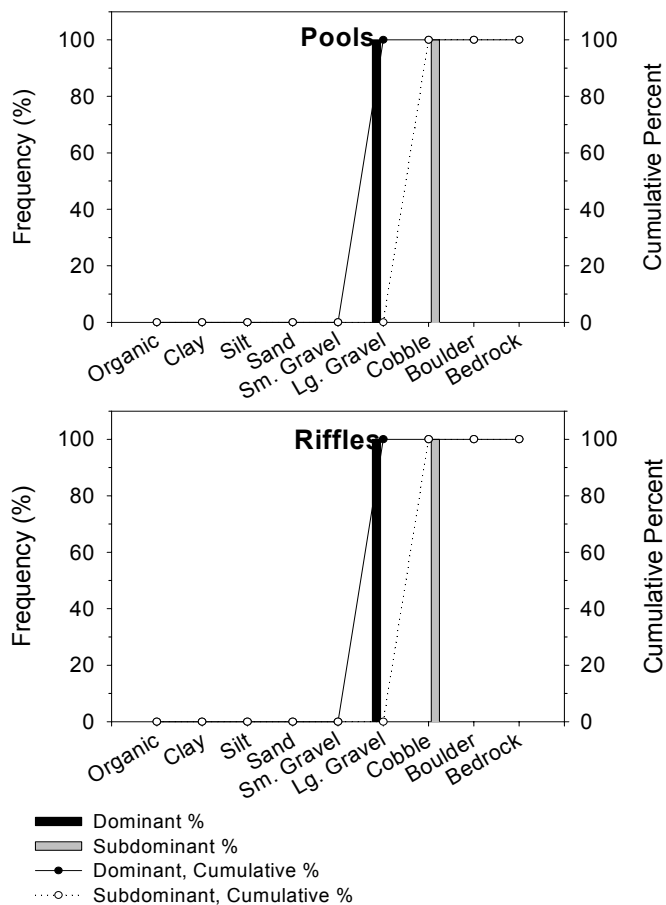 Pools
100
80
60
40
20
0
Frequency (%)
100
80
60
40
20
0
Cumulative Percent
Organic
Clay
Silt
Sand
Sm. Gravel
Lg. Gravel
Cobble
Boulder
Bedrock
Riffles
100
80
60
40
20
0
Frequency (%)
100
80
60
40
20
0
Cumulative Percent
Organic
Clay
Silt
Sand
Sm. Gravel
Lg. Gravel
Cobble
Boulder
Bedrock
Dominant %
Subdominant %
Dominant, Cumulative %
Subdominant, Cumulative %